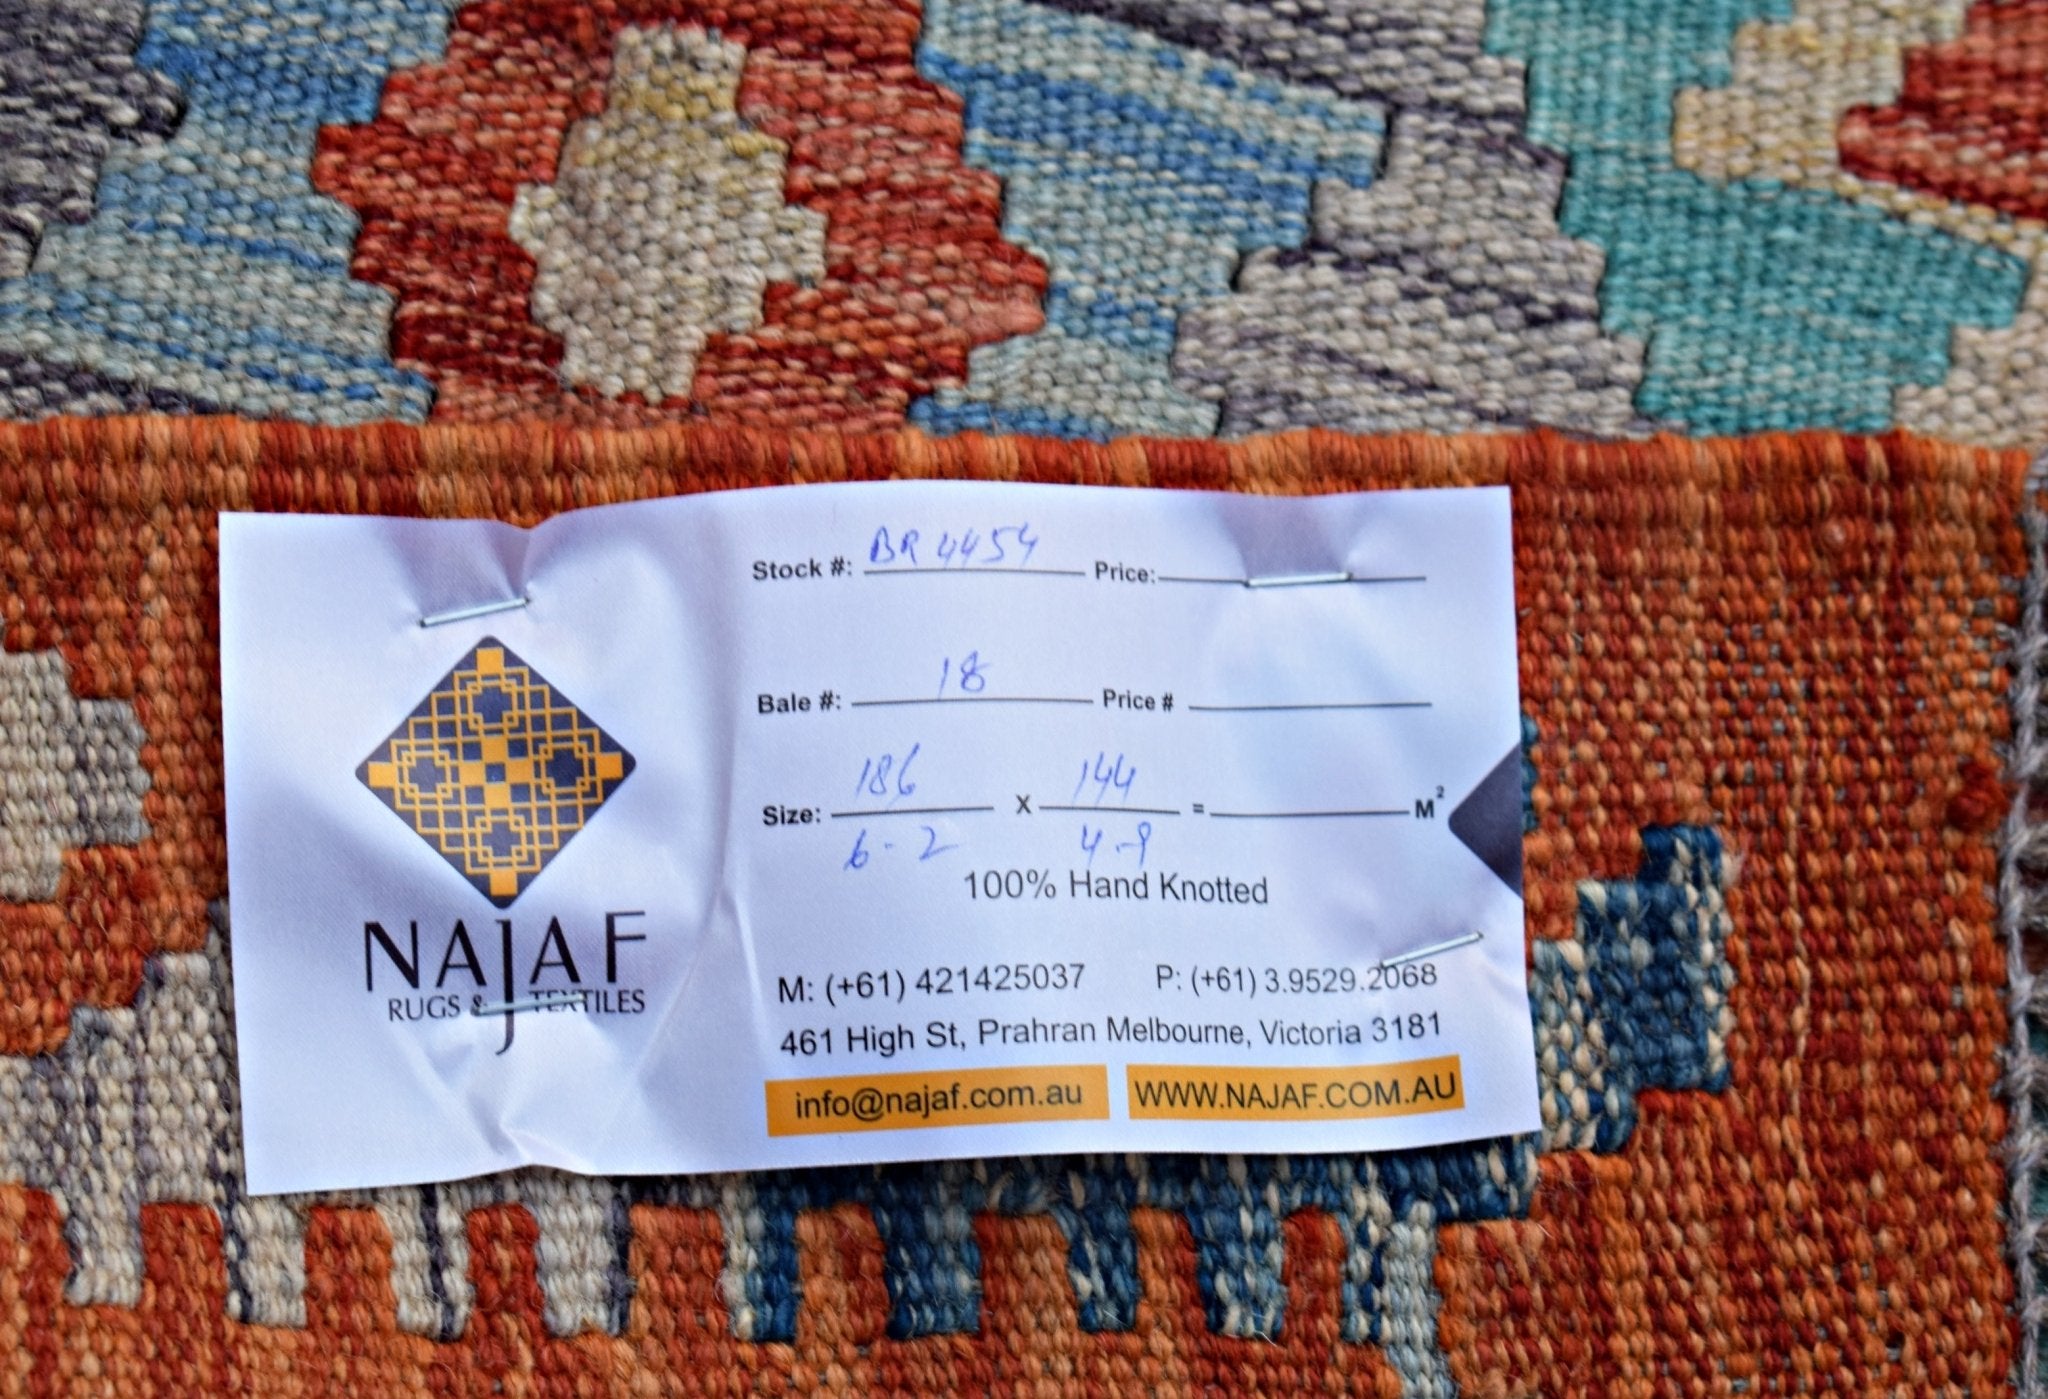 NAJAF
RUGS & TEXTILES
Stock #: BR 4454 Price:
Bale #: 18 Price #
Size: 186 X 144 = M²
6-2 4-9
100% Hand Knotted
M: (+61) 421425037 P: (+61) 3.9529.2068
461 High St, Prahran Melbourne, Victoria 3181
info@najaf.com.au WWW.NAJAF.COM.AU